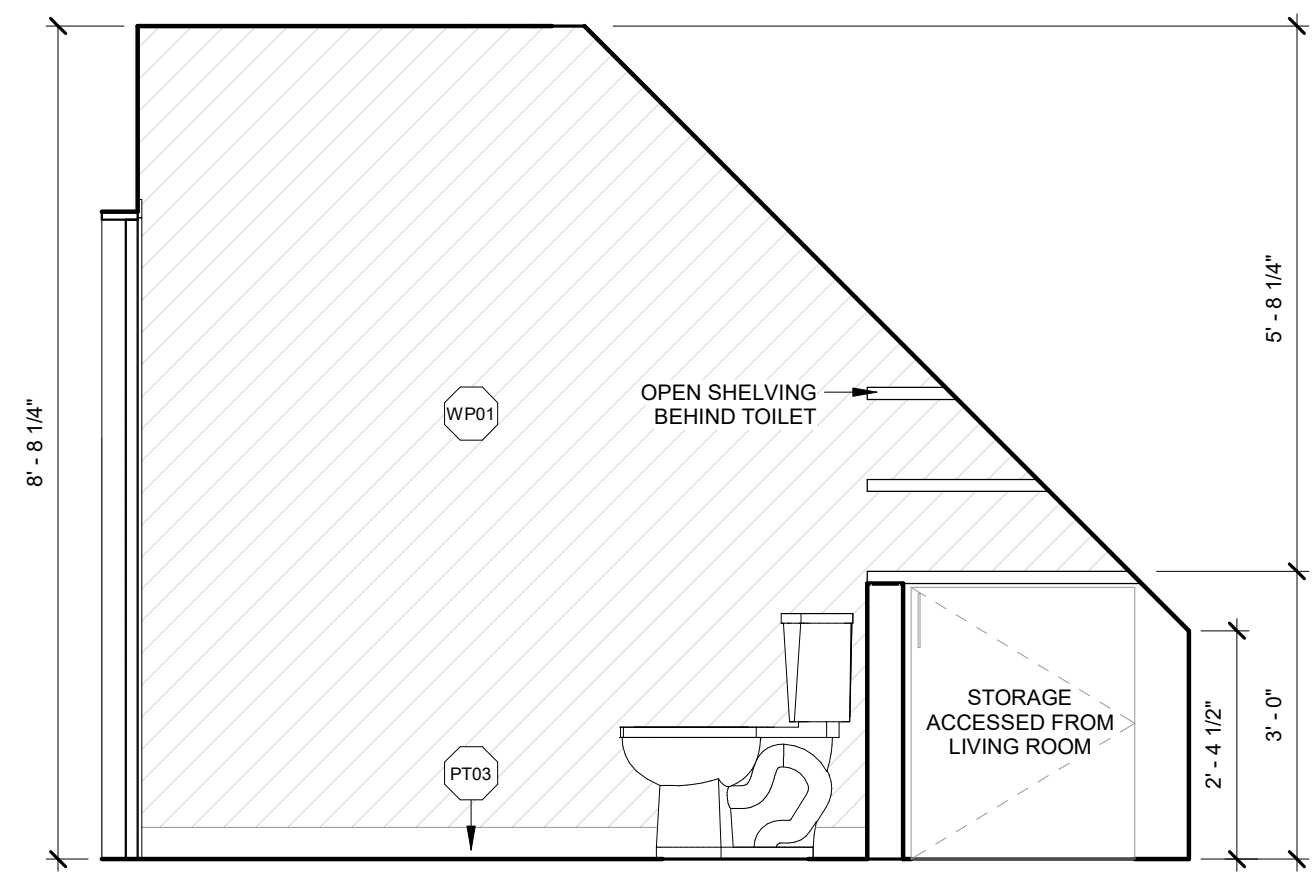 8' - 8 1/4"
5' - 8 1/4"
OPEN SHELVING
BEHIND TOILET
WP01
STORAGE
ACCESSED FROM
LIVING ROOM
2' - 4 1/2"
3' - 0"
PT03